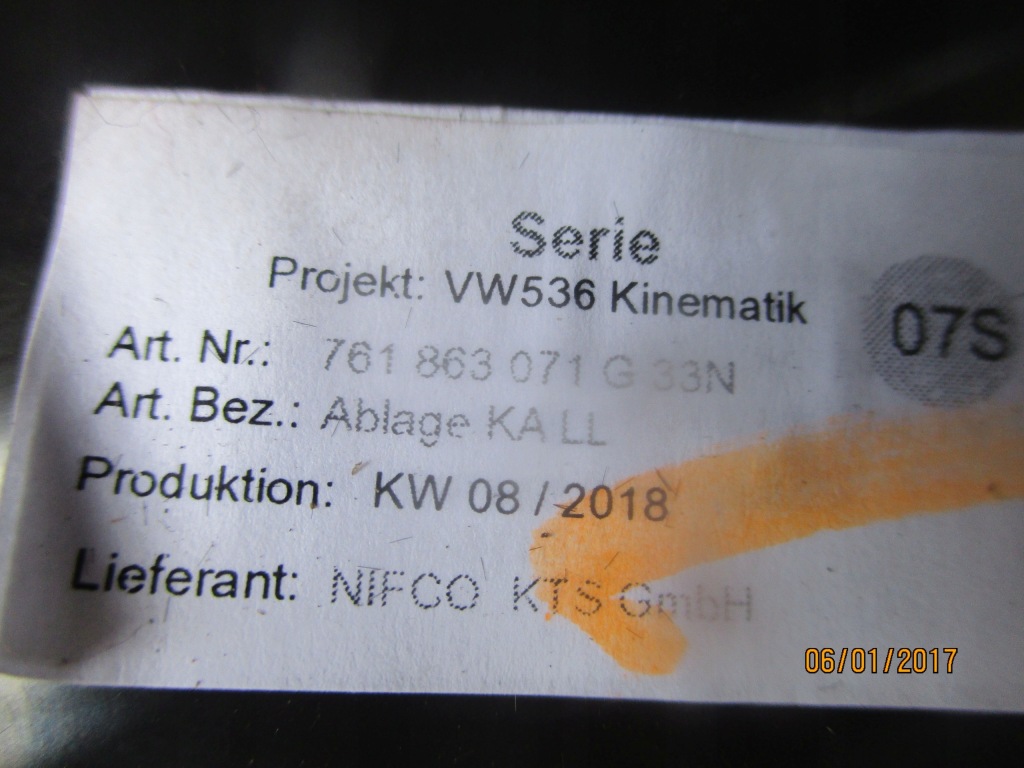 Serie
Projekt: VW536 Kinematik
07S
Art. Nr.: 761 863 071 G 33N
Art. Bez.: Ablage KA LL
Produktion: KW 08 / 2018
Lieferant: NIFCO KTS GmbH
06/01/2017